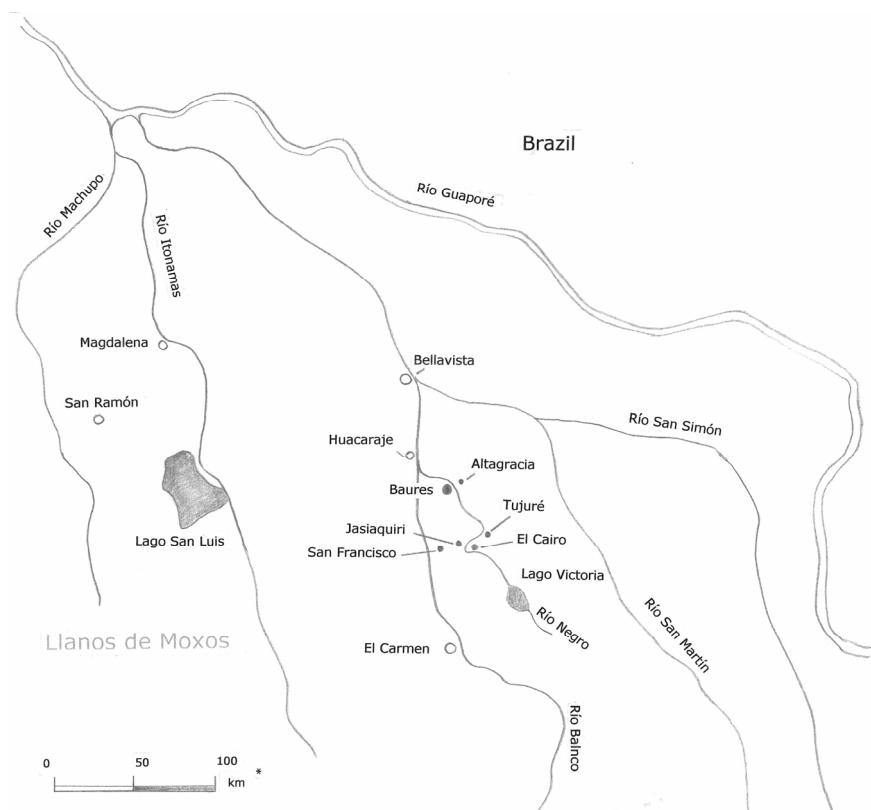 Brazil
Río Guaporé
Río Machupo
Río Itonamas
Magdalena
Bellavista
San Ramón
Río San Simón
Huacaraje
Altagracia
Baures
Tujuré
Jasiaquiri
El Cairo
San Francisco
Lago San Luis
Lago Victoria
Río Negro
Río San Martín
Llanos de Moxos
El Carmen
Río Balnco
0 50 100
km *